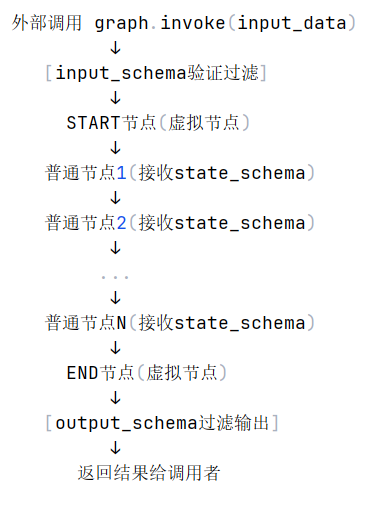 外部调用 graph.invoke(input_data)
↓
[input_schema验证过滤]
↓
START节点(虚拟节点)
↓
普通节点1(接收state_schema)
↓
普通节点2(接收state_schema)
↓
...
↓
普通节点N(接收state_schema)
↓
END节点(虚拟节点)
↓
[output_schema过滤输出]
↓
返回结果给调用者